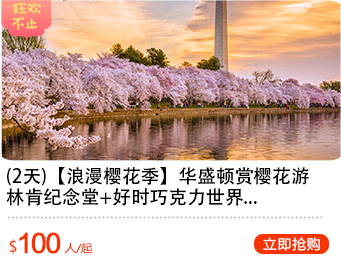 狂欢
不止
(2天)【浪漫樱花季】华盛顿赏樱花游
林肯纪念堂+好时巧克力世界...
$100 人/起
立即抢购